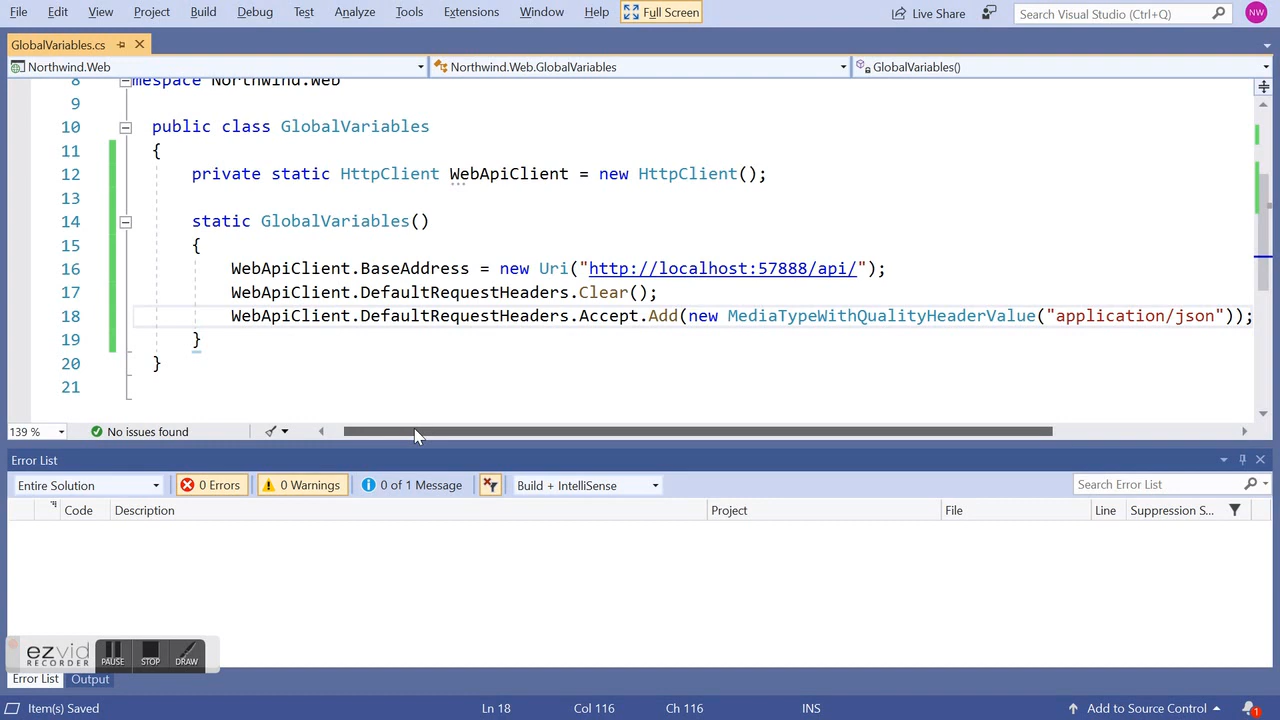 File Edit View Project Build Debug Test Analyze Tools Extensions Window Help Full Screen Live Share Search Visual Studio (Ctrl+Q) NW
GlobalVariables.cs
Northwind.Web Northwind.Web.GlobalVariables GlobalVariables()
8 mespace Northwind.Web
9
10 public class GlobalVariables
11 {
12 private static HttpClient WebApiClient = new HttpClient();
13
14 static GlobalVariables()
15 {
16 WebApiClient.BaseAddress = new Uri("http://localhost:57888/api/");
17 WebApiClient.DefaultRequestHeaders.Clear();
18 WebApiClient.DefaultRequestHeaders.Accept.Add(new MediaTypeWithQualityHeaderValue("application/json"));
19 }
20 }
21
139 % No issues found
Error List
Entire Solution 0 Errors 0 Warnings 0 of 1 Message Build + IntelliSense Search Error List
Code Description Project File Line Suppression S...
ezvid
RECORDER PAUSE STOP DRAW
Error List Output
Item(s) Saved Ln 18 Col 116 Ch 116 INS Add to Source Control 1